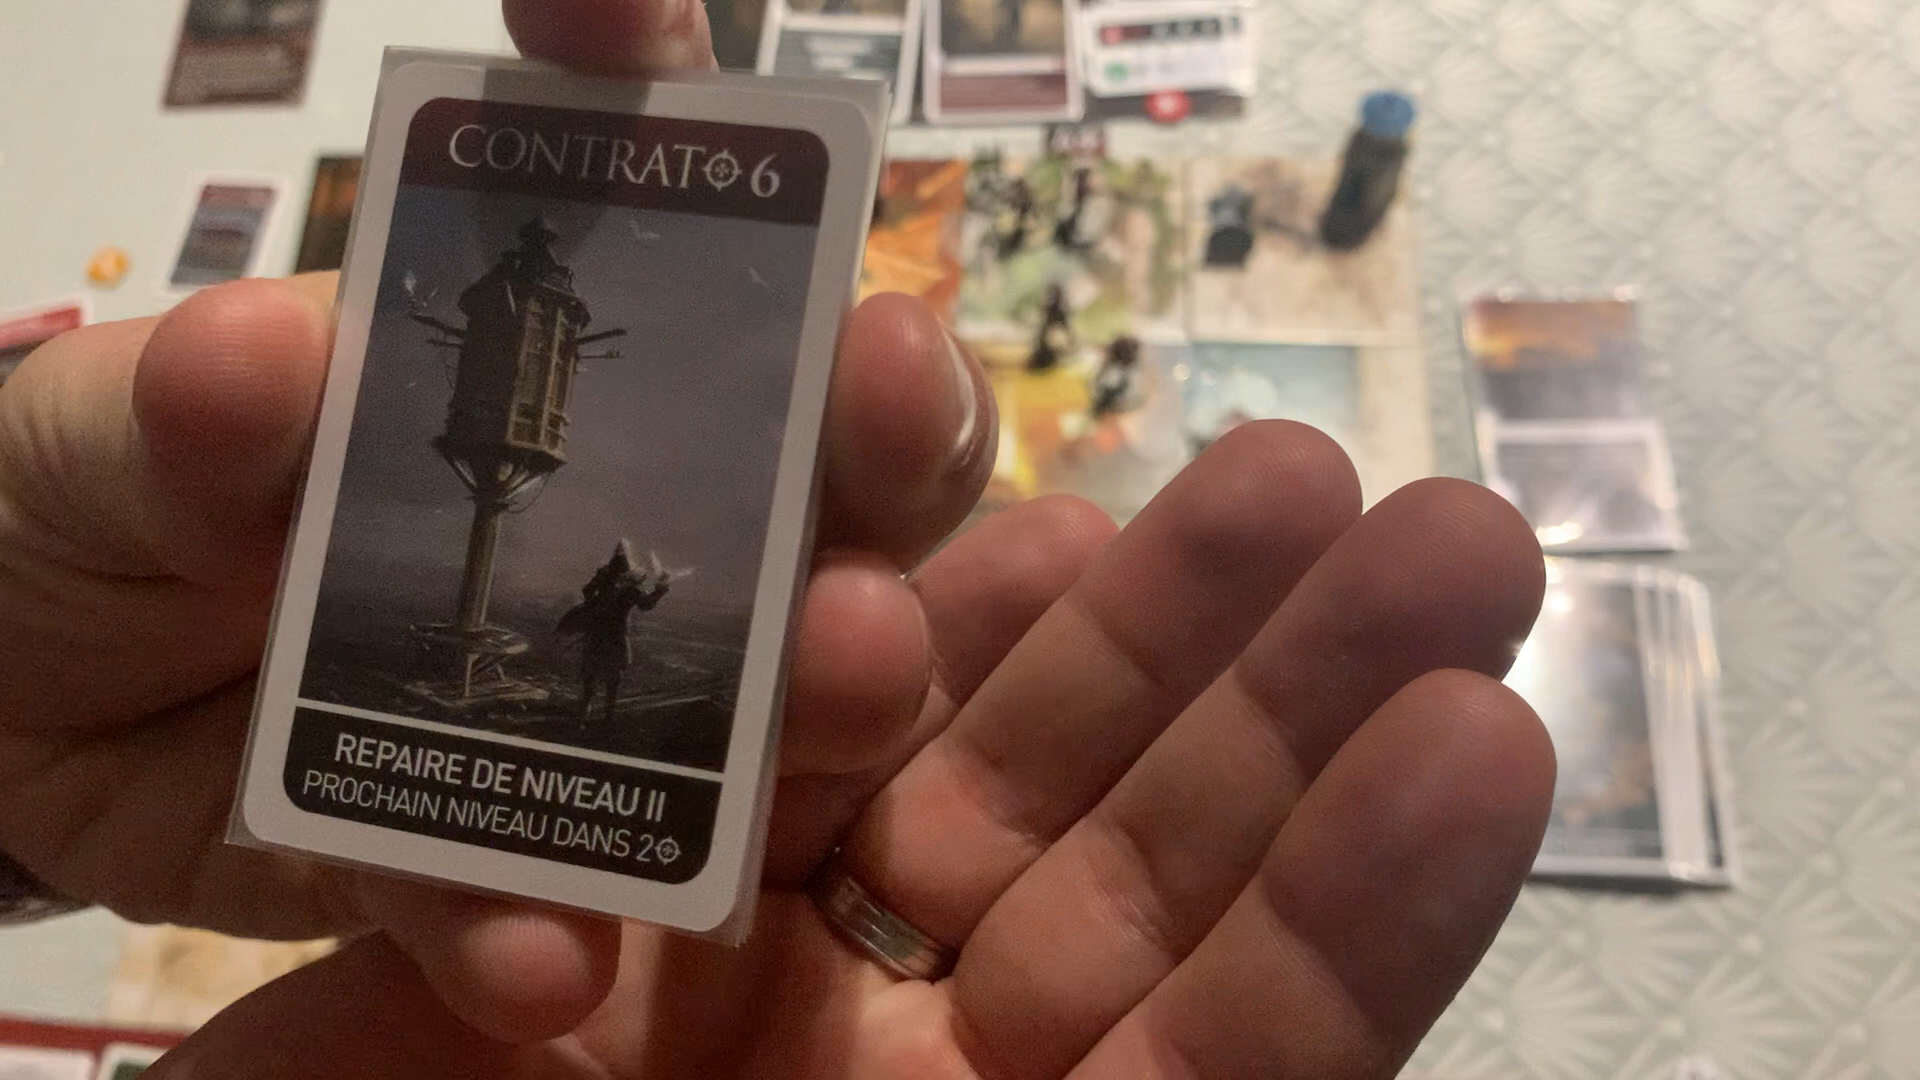 CONTRAT 6
REPAIRE DE NIVEAU II
PROCHAIN NIVEAU DANS 2